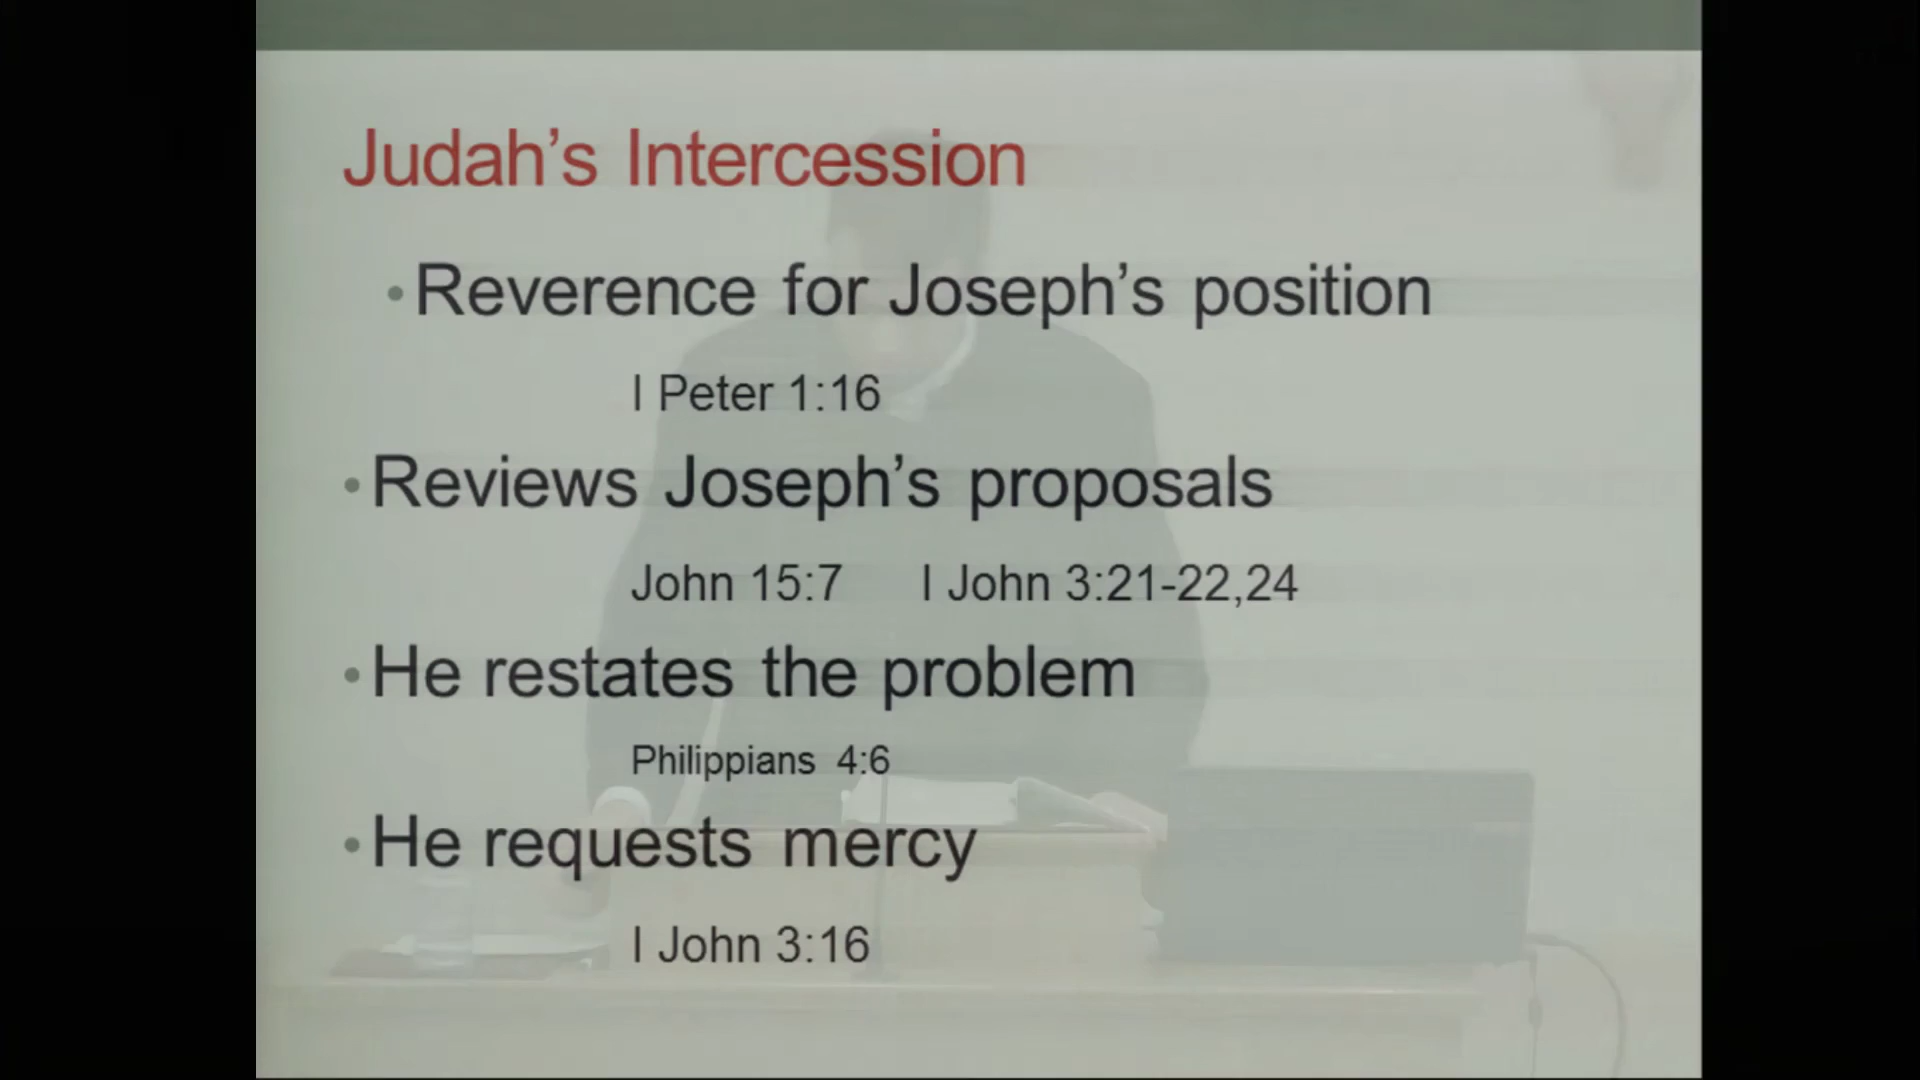 Judah’s Intercession
• Reverence for Joseph’s position
I Peter 1:16
• Reviews Joseph’s proposals
John 15:7 I John 3:21-22,24
• He restates the problem
Philippians 4:6
• He requests mercy
I John 3:16